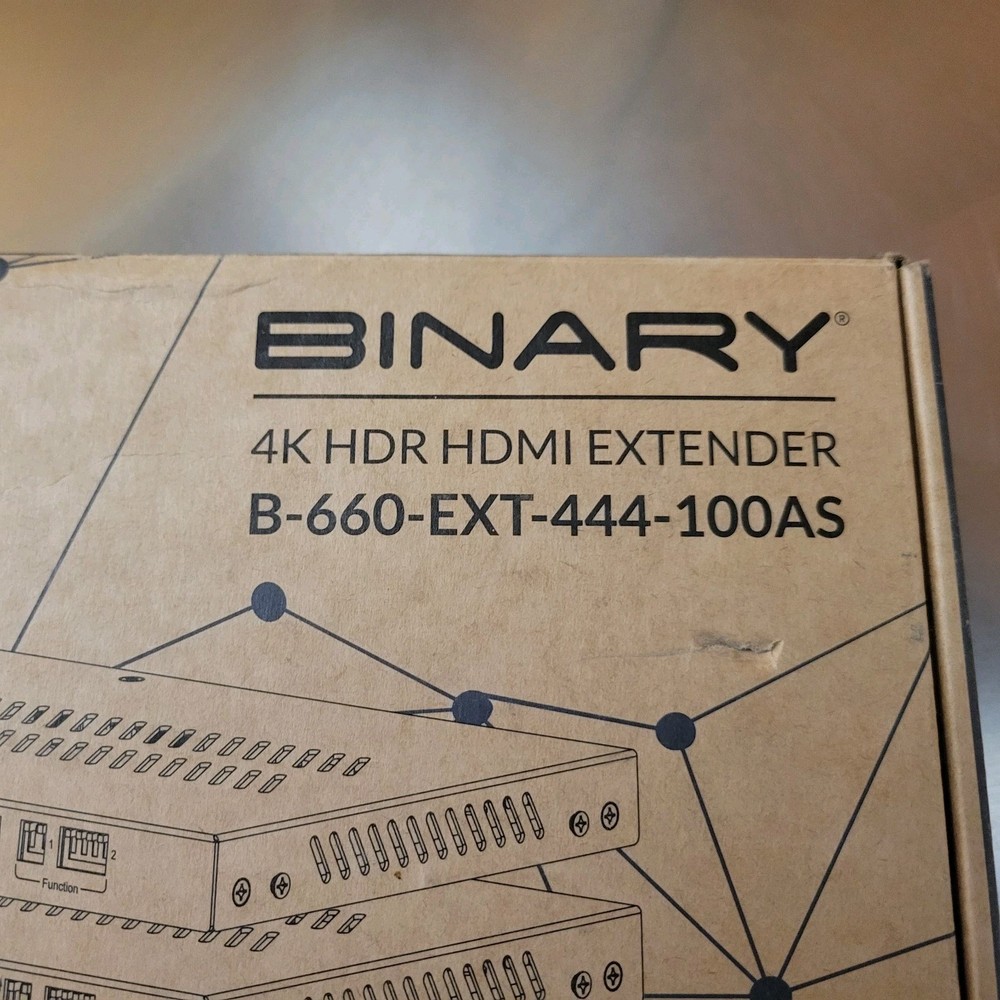 BINARY®
4K HDR HDMI EXTENDER
B-660-EXT-444-100AS
1 2
Function